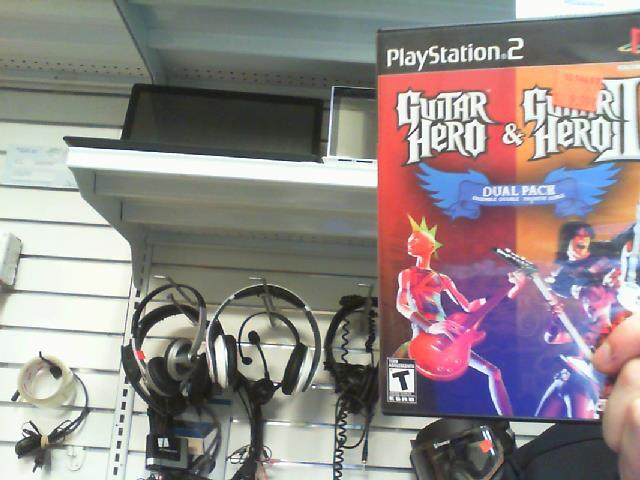 PlayStation 2
GUITAR HERO & GUITAR HERO II
DUAL PACK
T